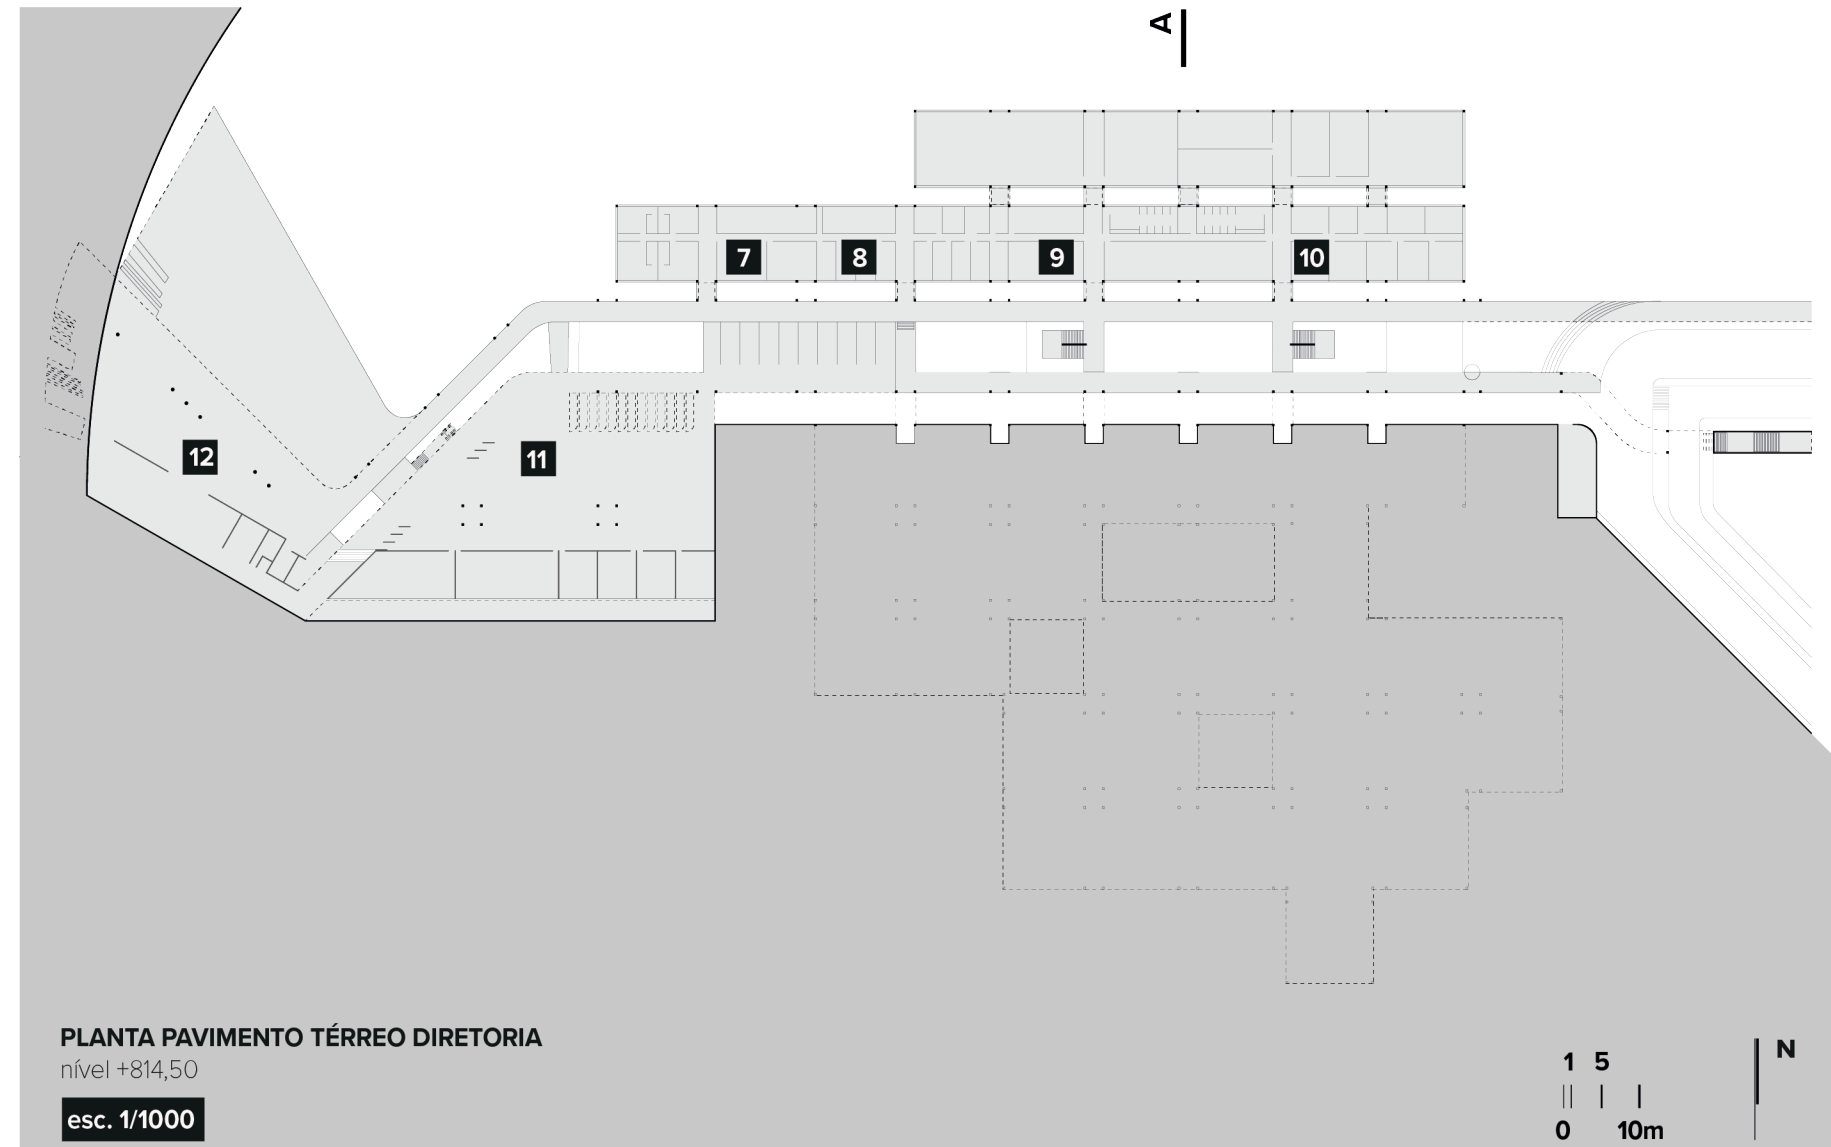 A
7
8
9
10
12
11
PLANTA PAVIMENTO TÉRREO DIRETORIA
nível +814,50
esc. 1/1000
1 5
0 10m
N